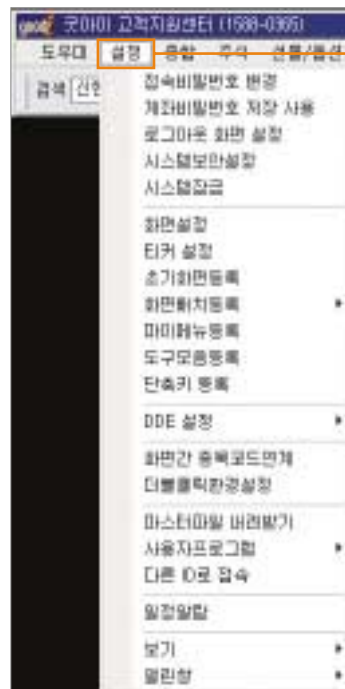 굿아이 고객지원센터 (1588-0365)
도우미 설정 종합 주식 선물/옵션
검색 신한
접속비밀번호 변경
계좌비밀번호 저장 사용
로그아웃 화면 설정
시스템보안설정
시스템잠금
화면설정
티커 설정
초기화면등록
화면배치등록
마이메뉴등록
도구모음등록
단축키 등록
DDE 설정
화면간 종목코드연계
더블클릭환경설정
마스터파일 내려받기
사용자프로그램
다른 ID로 접속
일정알람
보기
열린창